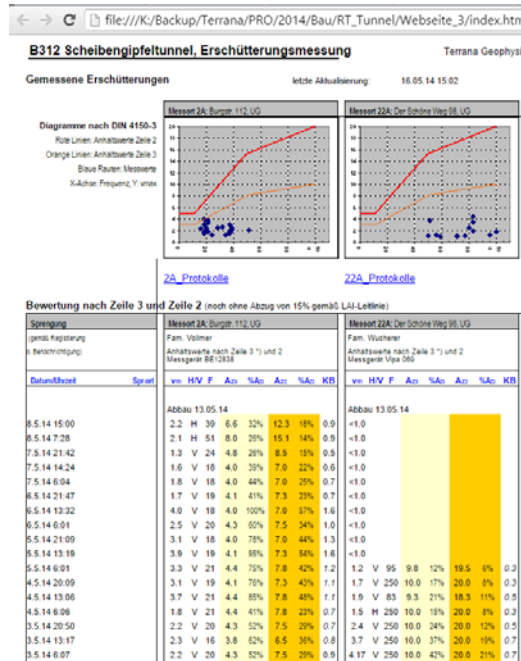 file:///K:/Backup/Terrana/PRO/2014/Bau/RT_Tunnel/Webseite_3/index.htm
B312 Scheibengipfeltunnel, Erschütterungsmessung
Terrana Geophysi
Gemessene Erschütterungen
letzte Aktualisierung: 16.05.14 15:02
Messort 2A: Burgstr. 112, UG
Messort 22A: Der Schöne Weg 98, UG
Diagramme nach DIN 4150-3
Rote Linien: Anhaltswerte Zeile 2
Orange Linien: Anhaltswerte Zeile 3
Blaue Rauten: Messwerte
X-Achse: Frequenz, Y: vmax
2A_Protokolle
22A_Protokolle
Bewertung nach Zeile 3 und Zeile 2 (noch ohne Abzug von 15% gemäß LAI-Leitlinie)
Sprengung
Messort 2A: Burgstr. 112, UG
Messort 22A: Der Schöne Weg 98, UG
(gemäß Registrierung
Fam. Vollmer
Fam. Wusherer
Anhaltswerte nach Zeile 3 *) und 2
Anhaltswerte nach Zeile 3 *) und 2
Messgerät BE12838
Messgerät Vipa 069
Datum/Uhrzeit
vm H/V F %
vm H/V F % KB
Abbau 13.05.14
Abbau 13.05.14
8.5.14 15:00 2.2 H 39 6.6 32% 12.3 18% 0.9 <1.0
8.5.14 7:28 2.1 H 51 8.0 26% 15.1 14% 0.9 <1.0
7.5.14 21:42 1.3 V 24 4.8 26% 8.5 15% 0.5 <1.0
7.5.14 14:24 1.6 V 18 4.0 39% 7.0 22% 0.6 <1.0
7.5.14 6:04 1.8 V 18 4.0 44% 7.0 25% 0.7 <1.0
6.5.14 21:47 1.7 V 19 4.1 41% 7.3 23% 0.7 <1.0
6.5.14 13:32 4.0 V 18 4.0 100% 7.0 57% 1.6 <1.0
6.5.14 6:01 2.5 V 20 4.3 60% 7.5 34% 1.0 <1.0
5.5.14 21:09 3.1 V 18 4.0 78% 7.0 44% 1.3 <1.0
5.5.14 13:19 3.9 V 19 4.1 95% 7.3 54% 1.6 <1.0
5.5.14 6:01 3.3 V 21 4.4 75% 7.8 42% 1.2 1.2 V 95 9.8 12% 19.5 6% 0.3
4.5.14 20:09 3.1 V 19 4.1 76% 7.3 43% 1.1 1.7 V 250 10.0 17% 20.0 8% 0.3
4.5.14 13:06 3.7 V 21 4.4 85% 7.8 48% 1.1 1.9 V 83 9.3 21% 18.3 11% 0.5
4.5.14 6:06 1.8 V 21 4.4 41% 7.8 23% 0.7 1.5 H 250 10.0 15% 20.0 8% 0.3
3.5.14 20:50 2.2 V 20 4.3 52% 7.5 29% 0.7 2.4 V 250 10.0 24% 20.0 12% 0.5
3.5.14 13:17 2.3 V 16 3.8 62% 6.5 36% 0.8 3.7 V 250 10.0 37% 20.0 19% 0.7
3.5.14 6:07 2.2 V 20 4.3 52% 7.5 29% 0.9 4.17 V 250 10.0 42% 20.0 21% 0.7